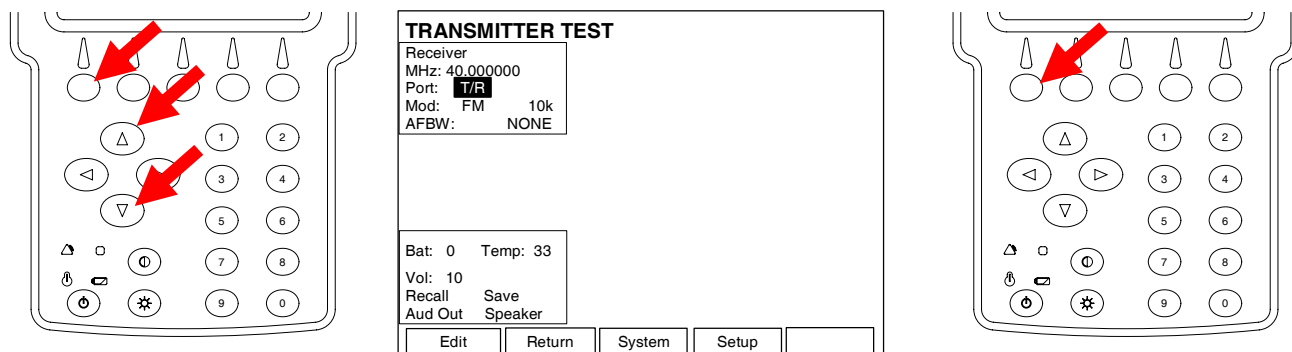 1 2
3 4
5 6
7 8
9 0
TRANSMITTER TEST
Receiver
MHz: 40.000000
Port: T/R
Mod: FM 10k
AFBW: NONE
Bat: 0 Temp: 33
Vol: 10
Recall Save
Aud Out Speaker
Edit Return System Setup
1 2
3 4
5 6
7 8
9 0